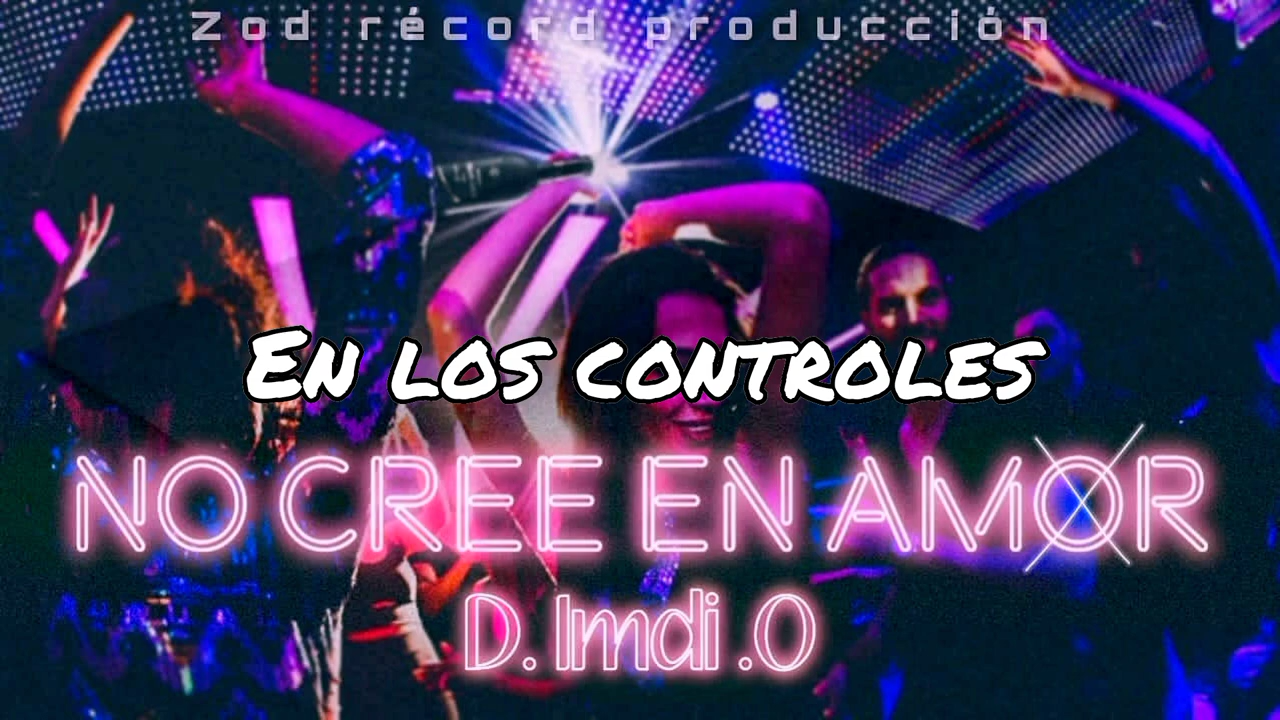 Zod récord producción
En los controles
NO CREE EN AMOR
D. Imdi .O